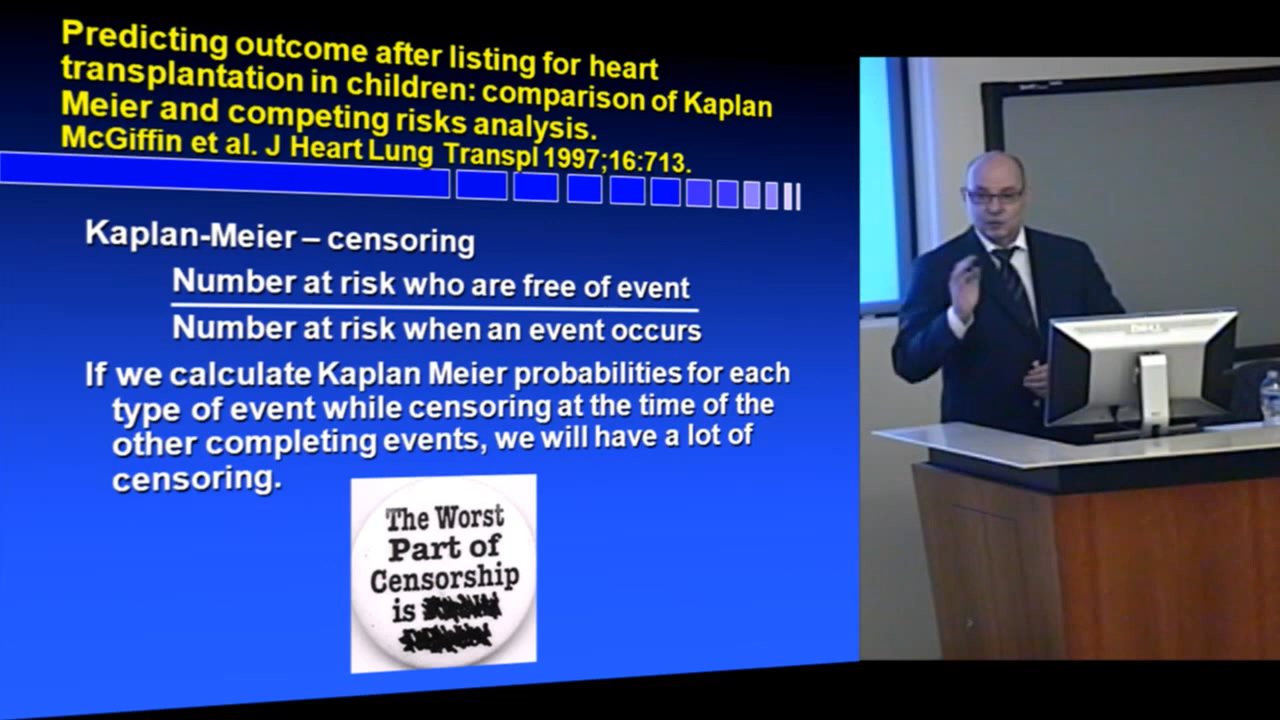 Predicting outcome after listing for heart
transplantation in children: comparison of Kaplan
Meier and competing risks analysis.
McGiffin et al. J Heart Lung Transpl 1997;16:713.
Kaplan-Meier – censoring
Number at risk who are free of event
Number at risk when an event occurs
If we calculate Kaplan Meier probabilities for each
type of event while censoring at the time of the
other completing events, we will have a lot of
censoring.
The Worst
Part of
Censorship
is
DELL